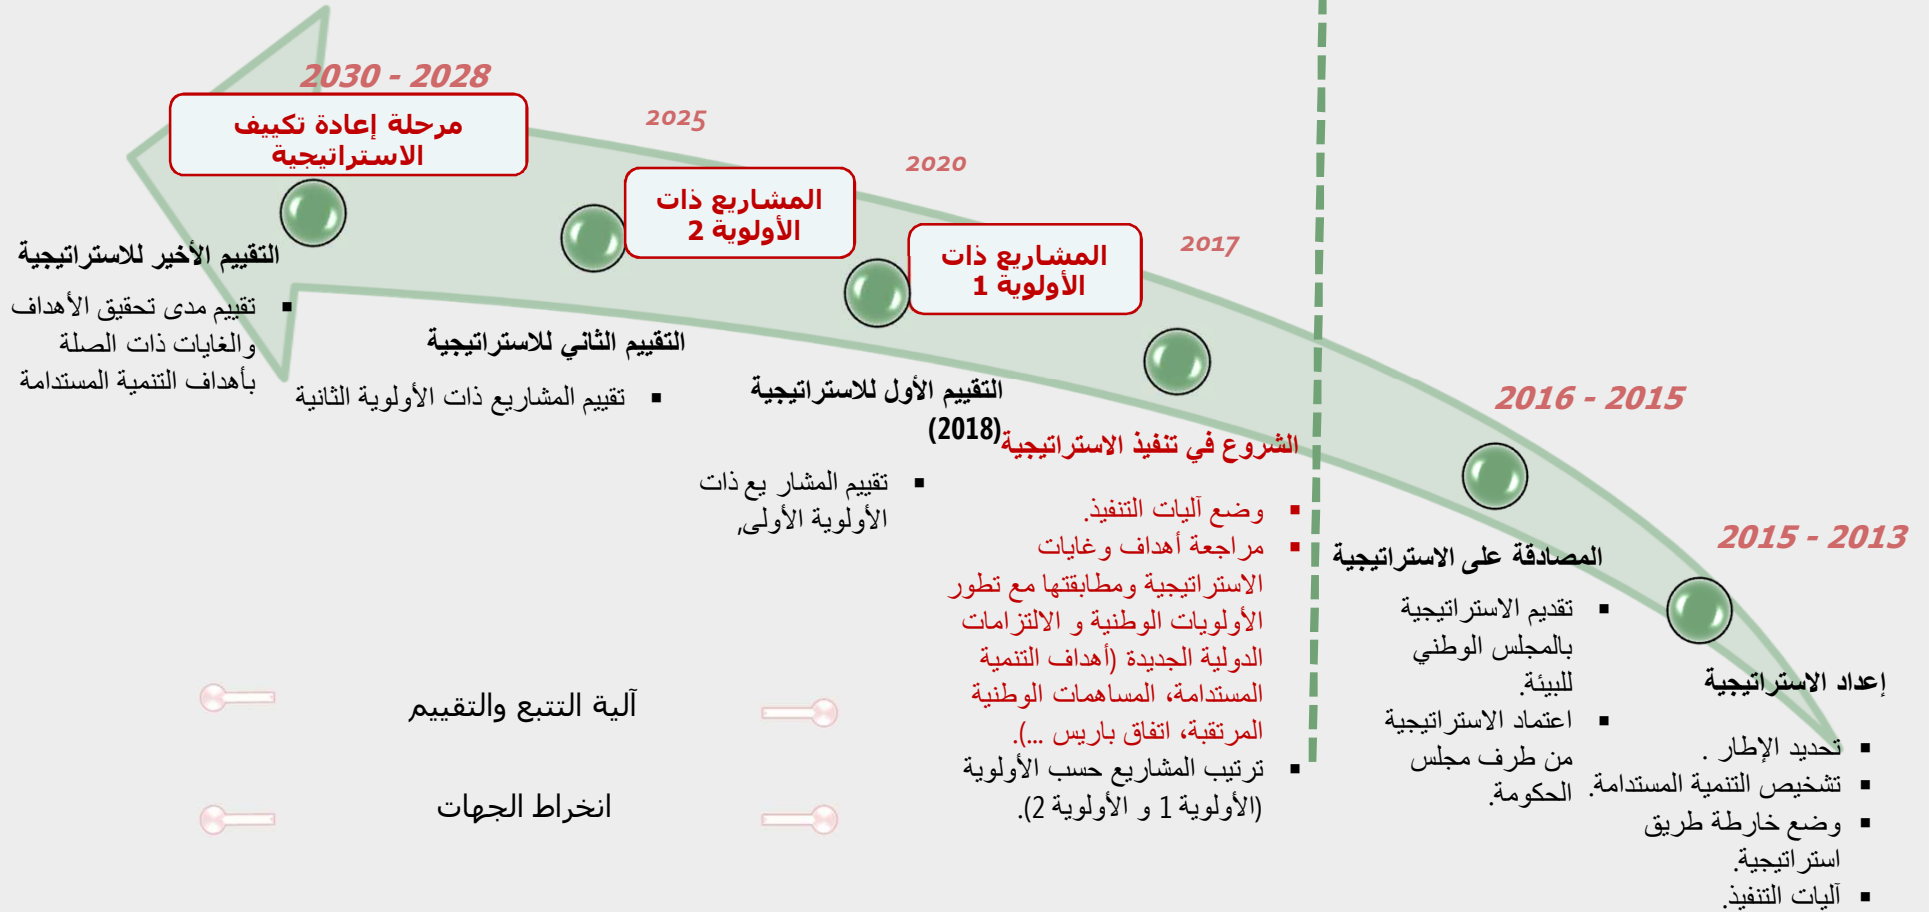 2013 - 2015
إعداد الاستراتيجية
▪ تحديد الإطار .
▪ تشخيص التنمية المستدامة.
▪ وضع خارطة طريق
استراتيجية.
▪ آليات التنفيذ.
2015 - 2016
المصادقة على الاستراتيجية
▪ تقديم الاستراتيجية
بالمجلس الوطني
للبيئة.
▪ اعتماد الاستراتيجية
من طرف مجلس
الحكومة.
2017
الشروع في تنفيذ الاستراتيجية
▪ وضع آليات التنفيذ.
▪ مراجعة أهداف وغايات
الاستراتيجية ومطابقتها مع تطور
الأولويات الوطنية و الالتزامات
الدولية الجديدة (أهداف التنمية
المستدامة، المساهمات الوطنية
المرتقبة، اتفاق باريس ...).
▪ ترتيب المشاريع حسب الأولوية
(الأولوية 1 و الأولوية 2).
المشاريع ذات
الأولوية 1
2020
التقييم الأول للاستراتيجية
(2018)
▪ تقييم المشار يع ذات
الأولوية الأولى,
المشاريع ذات
الأولوية 2
2025
التقييم الثاني للاستراتيجية
▪ تقييم المشاريع ذات الأولوية الثانية
2028 - 2030
مرحلة إعادة تكييف
الاستراتيجية
التقييم الأخير للاستراتيجية
▪ تقييم مدى تحقيق الأهداف
والغايات ذات الصلة
بأهداف التنمية المستدامة
آلية التتبع والتقييم
انخراط الجهات